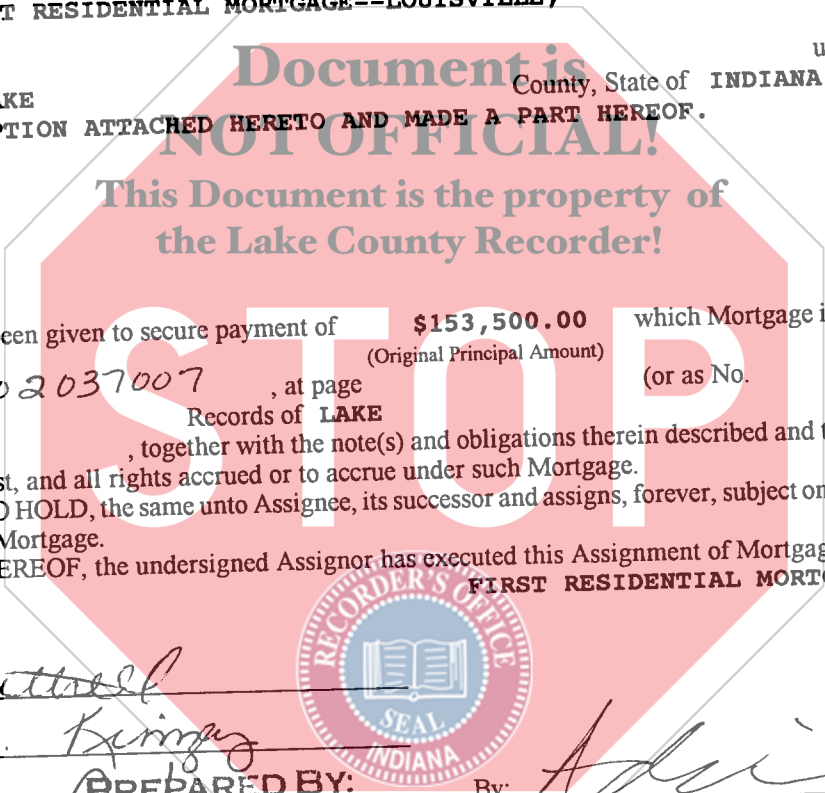 T RESIDENTIAL MORTGAGE--LOUISVILLE,
Document is
County, State of INDIANA
AKE
PTION ATTACHED HERETO AND MADE A PART HEREOF.
NOT OFFICIAL!
This Document is the property of
the Lake County Recorder!
STOP
een given to secure payment of $153,500.00 which Mortgage i
(Original Principal Amount)
2037007 , at page (or as No.
Records of LAKE
, together with the note(s) and obligations therein described and t
st, and all rights accrued or to accrue under such Mortgage.
O HOLD, the same unto Assignee, its successor and assigns, forever, subject on
Mortgage.
EREOF, the undersigned Assignor has executed this Assignment of Mortgag
FIRST RESIDENTIAL MORT
RECORDER'S OFFICE
SEAL
INDIANA
PREPARED BY:
By: